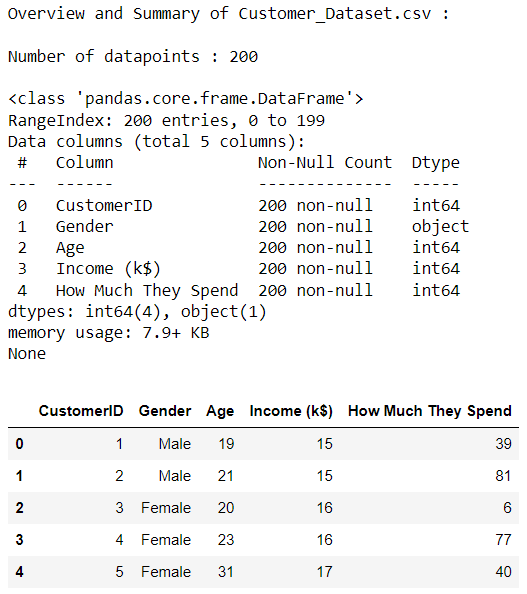 Overview and Summary of Customer_Dataset.csv :
Number of datapoints : 200
<class 'pandas.core.frame.DataFrame'>
RangeIndex: 200 entries, 0 to 199
Data columns (total 5 columns):
 #   Column               Non-Null Count  Dtype
---  ------               --------------  -----
 0   CustomerID           200 non-null    int64
 1   Gender               200 non-null    object
 2   Age                  200 non-null    int64
 3   Income (k$)          200 non-null    int64
 4   How Much They Spend  200 non-null    int64
dtypes: int64(4), object(1)
memory usage: 7.9+ KB
None
CustomerID Gender Age Income (k$) How Much They Spend
0 1 Male 19 15 39
1 2 Male 21 15 81
2 3 Female 20 16 6
3 4 Female 23 16 77
4 5 Female 31 17 40